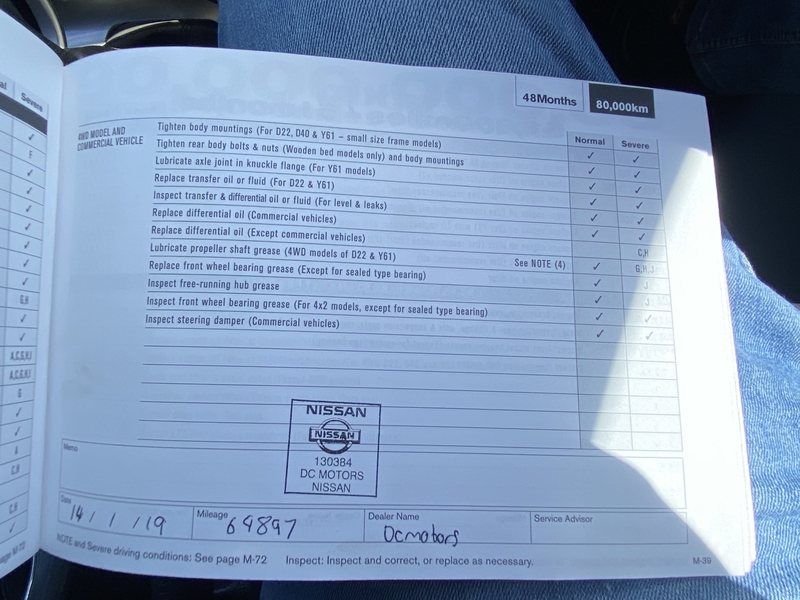 Severe
✓
F
✓
✓
✓
✓
✓
✓
✓
G,H
✓
✓
A,C,G,H,J
A,C,G,H,J
G
✓
✓
A
C,H
C,H
✓
48Months 80,000km
4WD MODEL AND
COMMERCIAL VEHICLE
Normal Severe
Tighten body mountings (For D22, D40 & Y61 – small size frame models) ✓ ✓
Tighten rear body bolts & nuts (Wooden bed models only) and body mountings ✓ ✓
Lubricate axle joint in knuckle flange (For Y61 models) ✓ ✓
Replace transfer oil or fluid (For D22 & Y61) ✓ ✓
Inspect transfer & differential oil or fluid (For level & leaks) ✓ ✓
Replace differential oil (Commercial vehicles) ✓ ✓
Replace differential oil (Except commercial vehicles) C,H
Lubricate propeller shaft grease (4WD models of D22 & Y61) See NOTE (4) ✓ G,H,J
Replace front wheel bearing grease (Except for sealed type bearing) ✓ J
Inspect free-running hub grease ✓ J
Inspect front wheel bearing grease (For 4x2 models, except for sealed type bearing) ✓ ✓
Inspect steering damper (Commercial vehicles) ✓ ✓
NISSAN
NISSAN
130384
DC MOTORS
NISSAN
Memo
Date 14 / 1 / 19
Mileage 64897
Dealer Name Dcmotors
Service Advisor
NOTE and Severe driving conditions: See page M-72 Inspect: Inspect and correct, or replace as necessary.
M-39